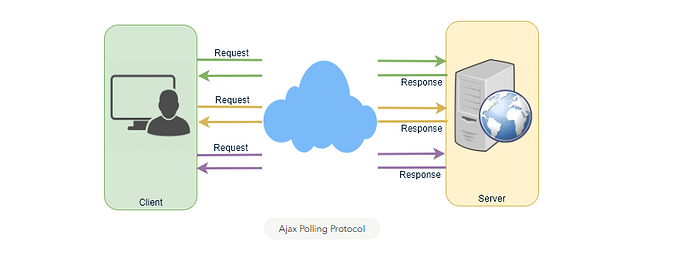 Request
Response
Request
Response
Request
Response
Client
Server
Ajax Polling Protocol